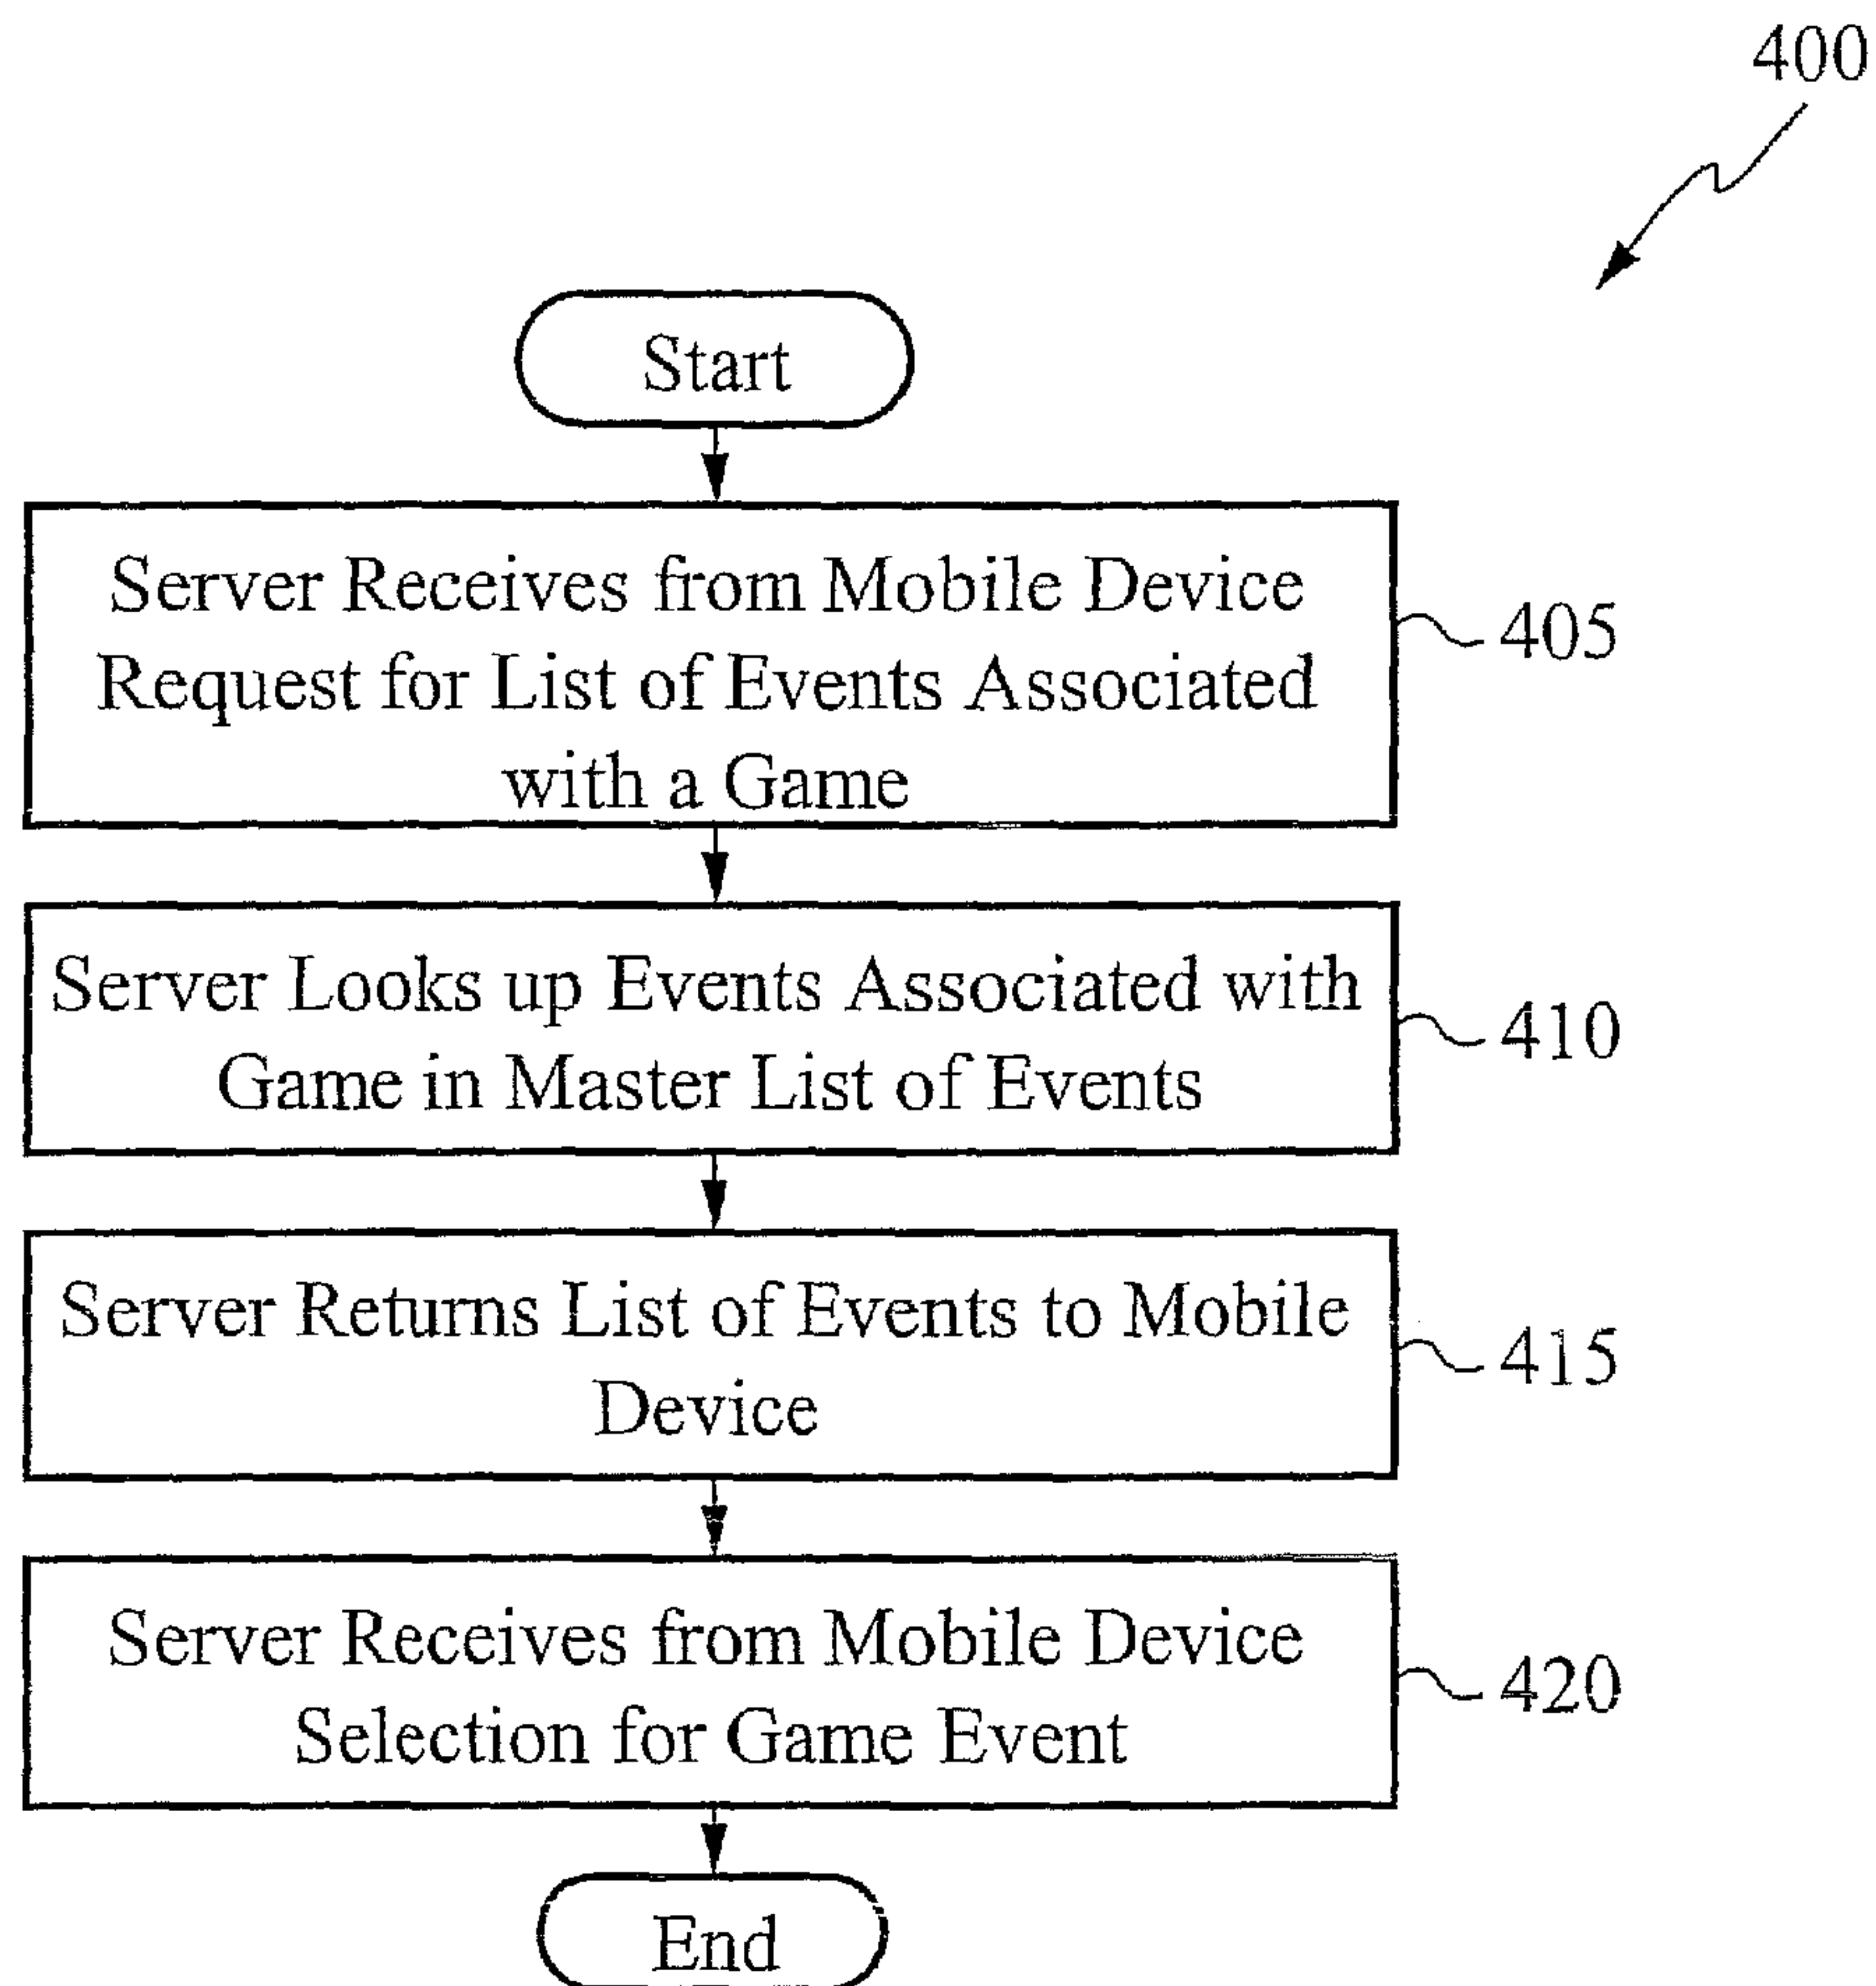 400
Start
Server Receives from Mobile Device
Request for List of Events Associated
with a Game
405
Server Looks up Events Associated with
Game in Master List of Events
410
Server Returns List of Events to Mobile
Device
415
Server Receives from Mobile Device
Selection for Game Event
420
End